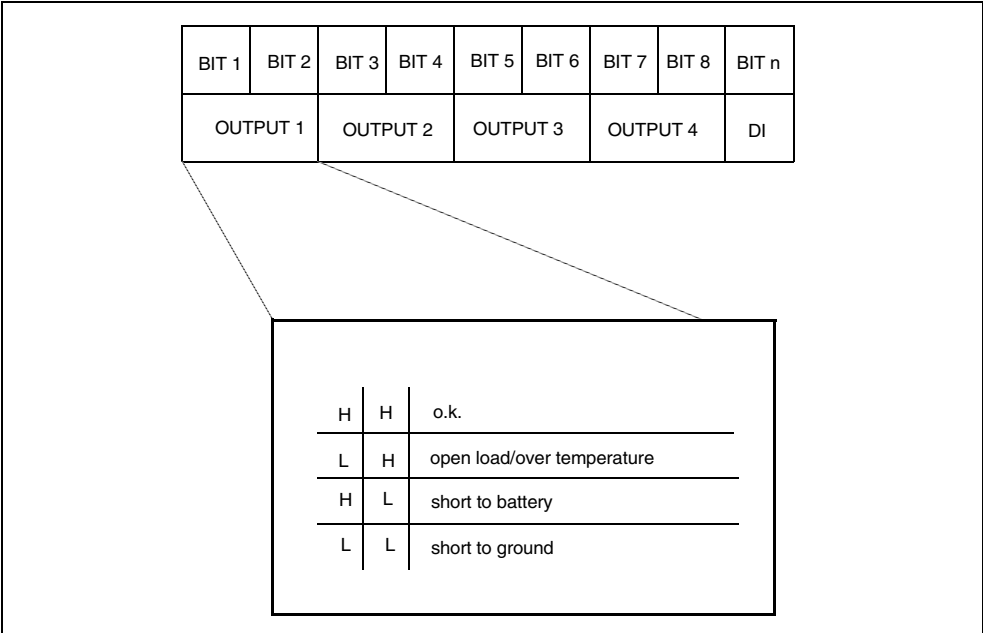 BIT 1 BIT 2 BIT 3 BIT 4 BIT 5 BIT 6 BIT 7 BIT 8 BIT n
OUTPUT 1 OUTPUT 2 OUTPUT 3 OUTPUT 4 DI
H H o.k.
L H open load/over temperature
H L short to battery
L L short to ground